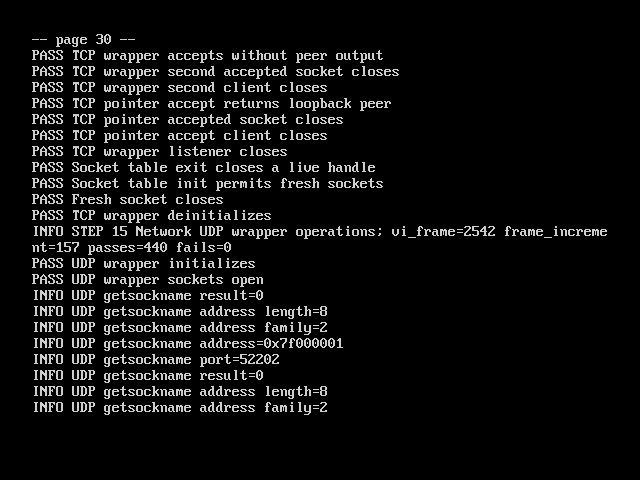 -- page 30 --
PASS TCP wrapper accepts without peer output
PASS TCP wrapper second accepted socket closes
PASS TCP wrapper second client closes
PASS TCP pointer accept returns loopback peer
PASS TCP pointer accepted socket closes
PASS TCP pointer accept client closes
PASS TCP wrapper listener closes
PASS Socket table exit closes a live handle
PASS Socket table init permits fresh sockets
PASS Fresh socket closes
PASS TCP wrapper deinitializes
INFO STEP 15 Network UDP wrapper operations; vi_frame=2542 frame_increme
nt=157 passes=440 fails=0
PASS UDP wrapper initializes
PASS UDP wrapper sockets open
INFO UDP getsockname result=0
INFO UDP getsockname address length=8
INFO UDP getsockname address family=2
INFO UDP getsockname address=0x7f000001
INFO UDP getsockname port=52202
INFO UDP getsockname result=0
INFO UDP getsockname address length=8
INFO UDP getsockname address family=2